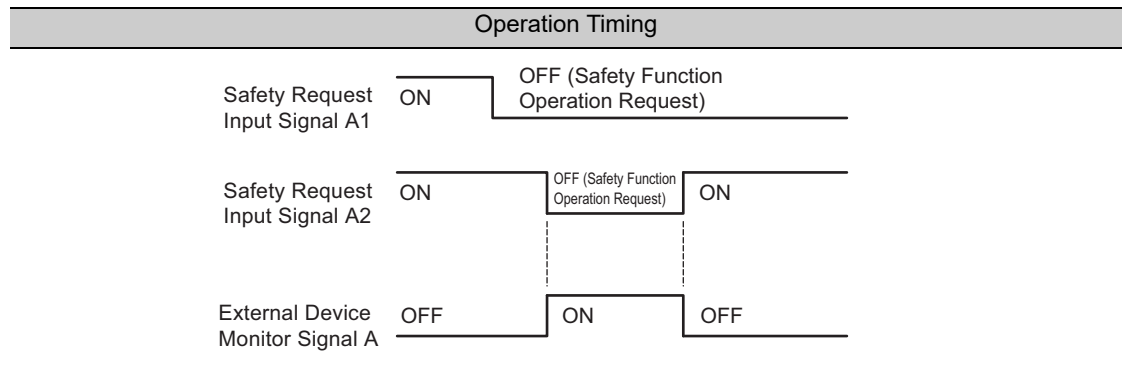 Operation Timing
Safety Request
Input Signal A1
ON
OFF (Safety Function
Operation Request)
Safety Request
Input Signal A2
ON
OFF (Safety Function
Operation Request)
ON
External Device
Monitor Signal A
OFF
ON
OFF